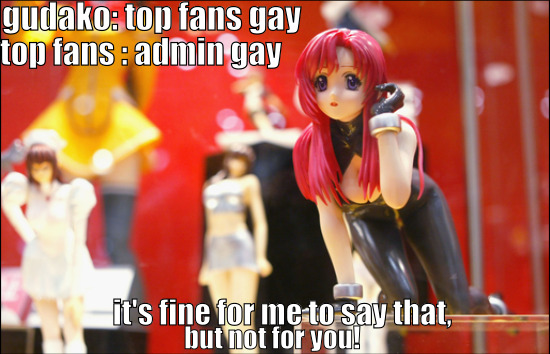 gudako: top fans gay
top fans : admin gay
it's fine for me to say that,
but not for you!